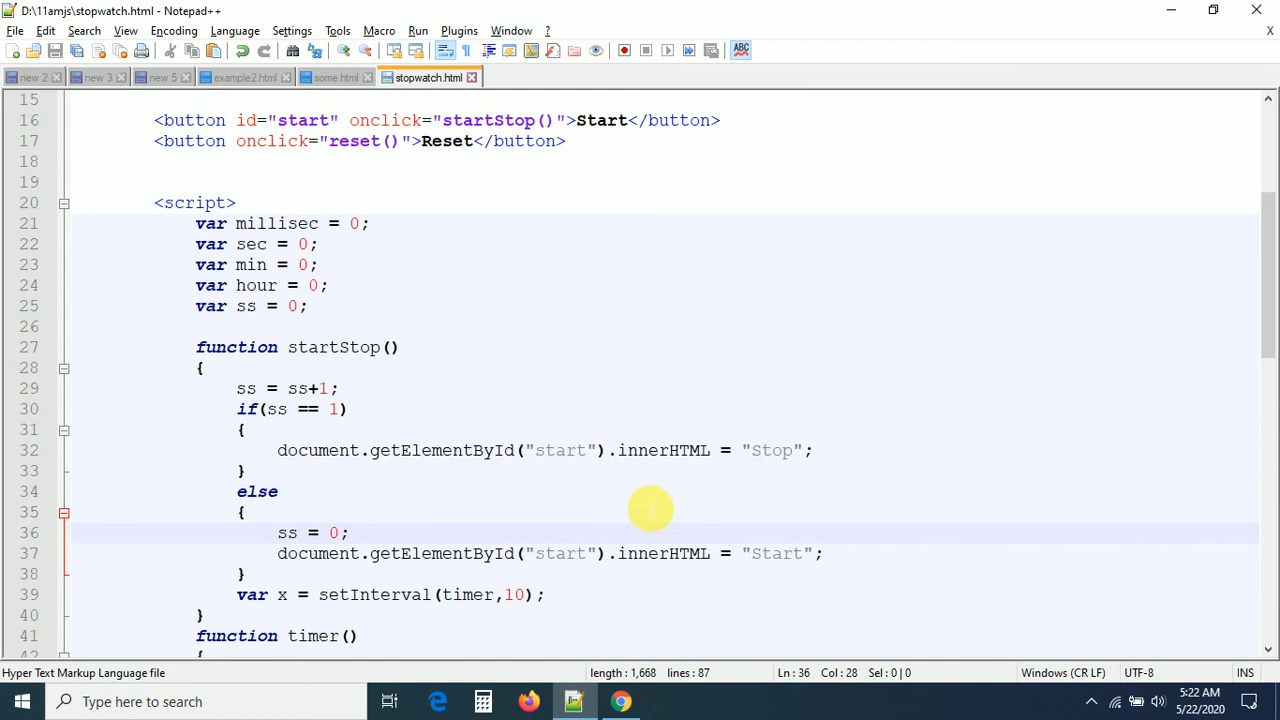 D:\11amjs\stopwatch.html - Notepad++
File Edit Search View Encoding Language Settings Tools Macro Run Plugins Window ? X
ABC
new 2 new 3 new 5 example2.html some.html stopwatch.html
15
16 <button id="start" onclick="startStop()">Start</button>
17 <button onclick="reset()">Reset</button>
18
19
20 <script>
21 var millisec = 0;
22 var sec = 0;
23 var min = 0;
24 var hour = 0;
25 var ss = 0;
26
27 function startStop()
28 {
29 ss = ss+1;
30 if(ss == 1)
31 {
32 document.getElementById("start").innerHTML = "Stop";
33 }
34 else
35 {
36 ss = 0;
37 document.getElementById("start").innerHTML = "Start";
38 }
39 var x = setInterval(timer,10);
40 }
41 function timer()
42 {
Hyper Text Markup Language file length : 1,668 lines : 87 Ln : 36 Col : 28 Sel : 0 | 0 Windows (CR LF) UTF-8 INS
Type here to search
5:22 AM
5/22/2020